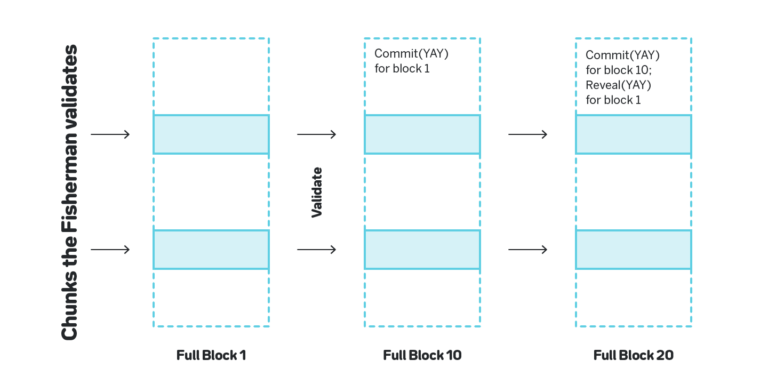 Chunks the Fisherman validates
Commit(YAY)
for block 1
Commit(YAY)
for block 10;
Reveal(YAY)
for block 1
Validate
Full Block 1
Full Block 10
Full Block 20